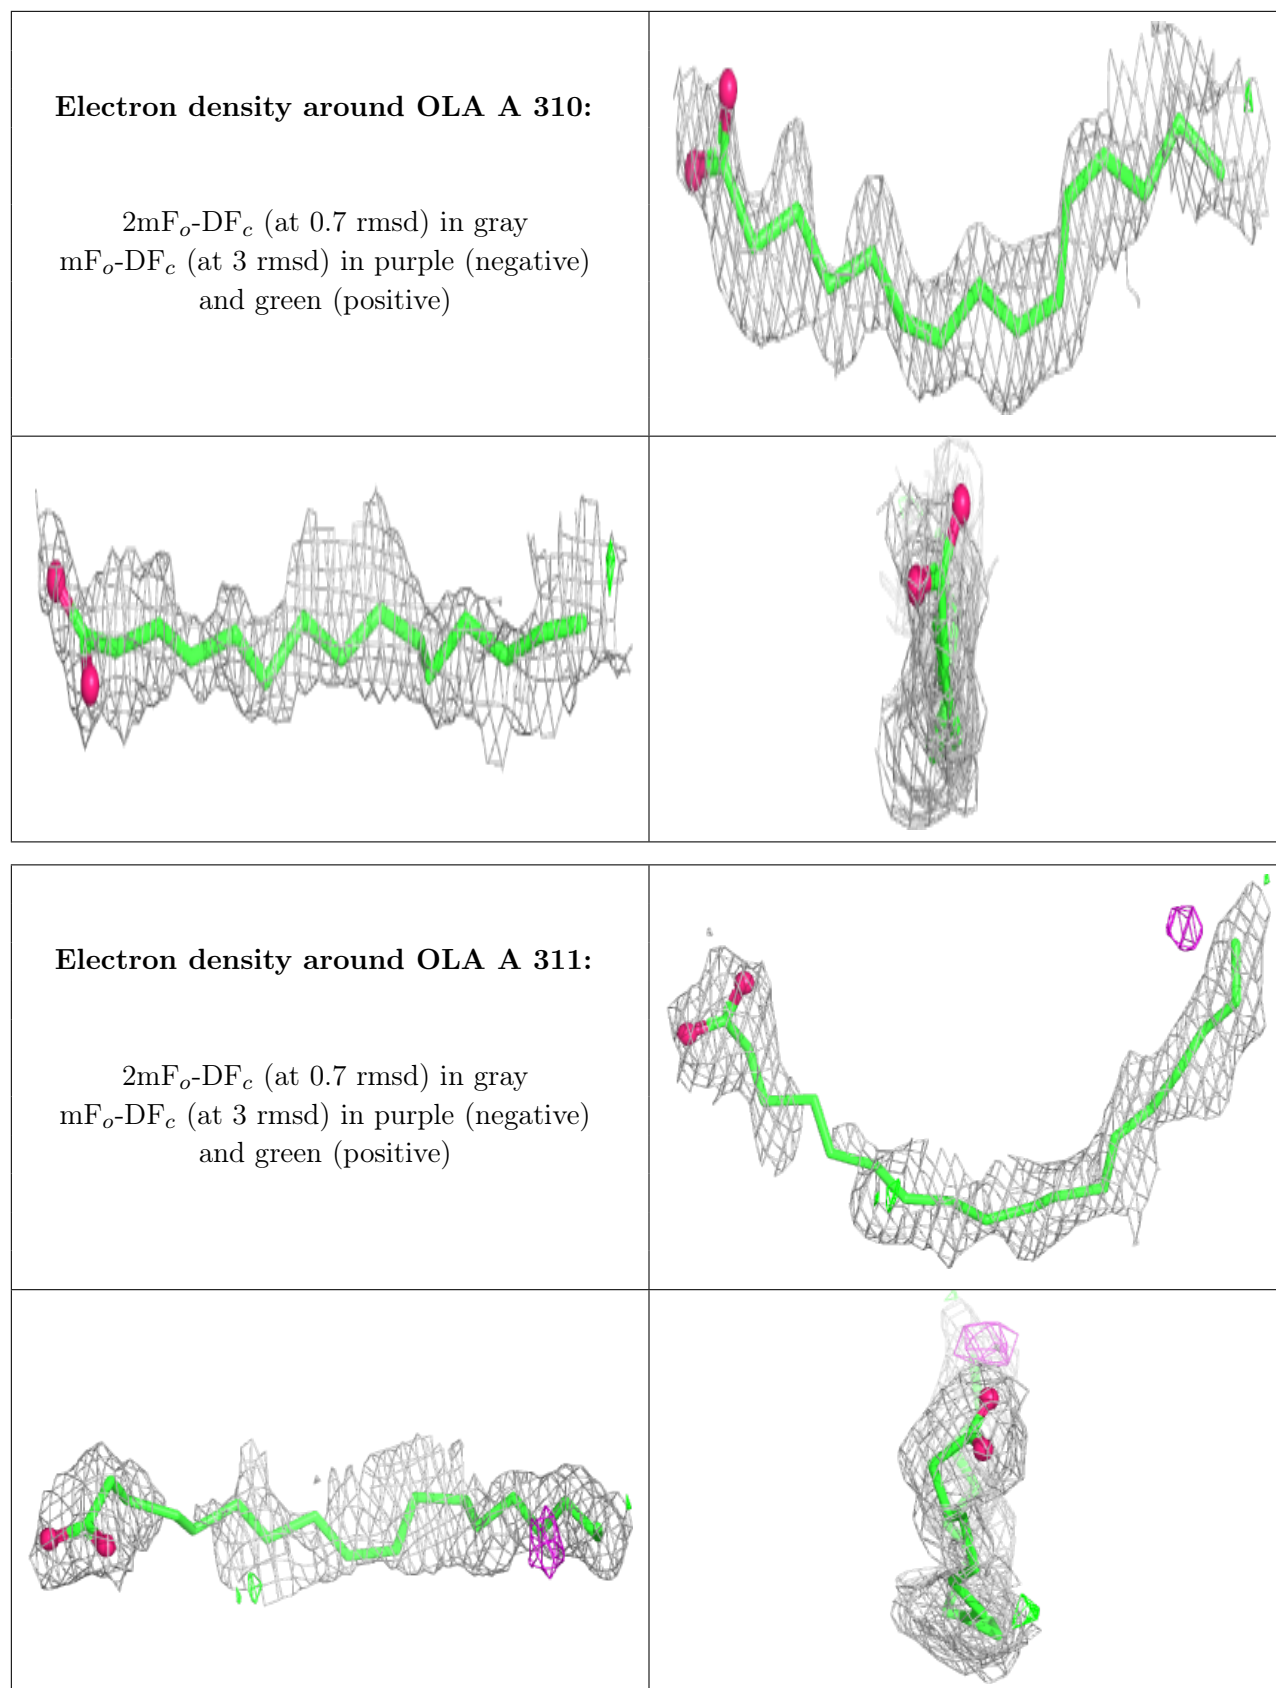 Electron density around OLA A 310:
2mFo-DFc (at 0.7 rmsd) in gray
mFo-DFc (at 3 rmsd) in purple (negative)
and green (positive)
Electron density around OLA A 311:
2mFo-DFc (at 0.7 rmsd) in gray
mFo-DFc (at 3 rmsd) in purple (negative)
and green (positive)